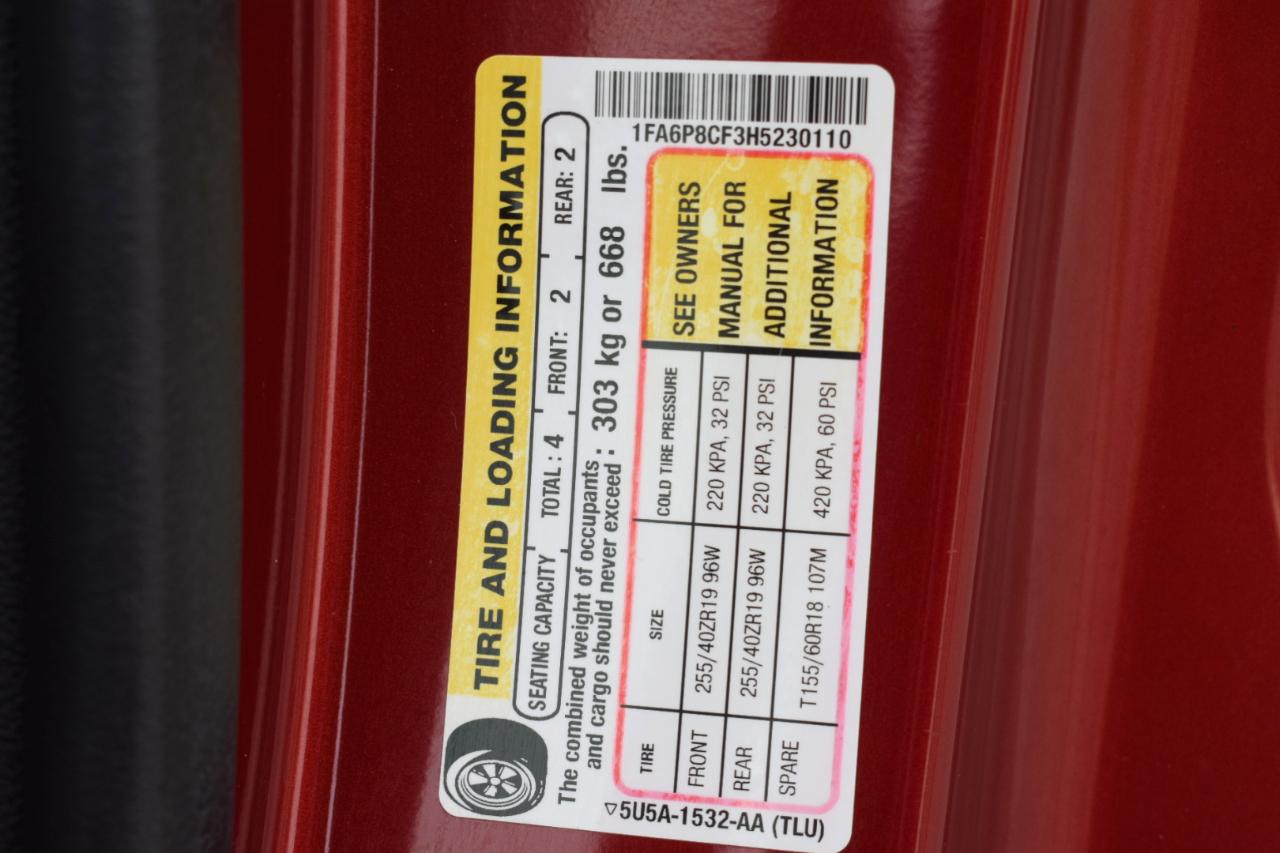 TIRE AND LOADING INFORMATION
SEATING CAPACITY TOTAL : 4 FRONT: 2 REAR: 2
The combined weight of occupants
and cargo should never exceed : 303 kg or 668 lbs.
TIRE SIZE COLD TIRE PRESSURE
FRONT 255/40ZR19 96W 220 KPA, 32 PSI
REAR 255/40ZR19 96W 220 KPA, 32 PSI
SPARE T155/60R18 107M 420 KPA, 60 PSI
SEE OWNERS
MANUAL FOR
ADDITIONAL
INFORMATION
1FA6P8CF3H5230110
5U5A-1532-AA (TLU)